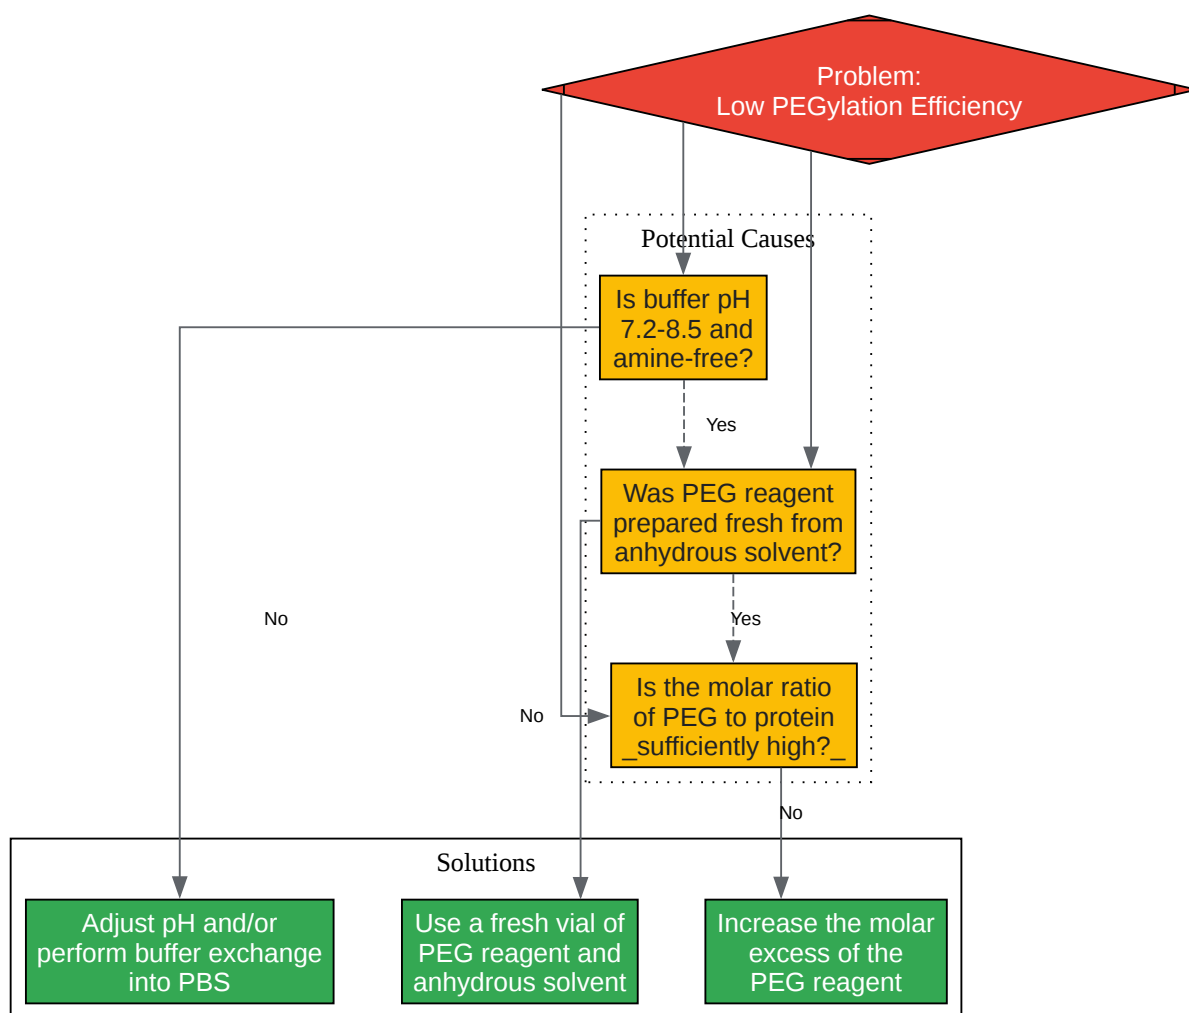 Problem:
Low PEGylation Efficiency
Potential Causes
Is buffer pH
7.2-8.5 and
amine-free?
Yes
Was PEG reagent
prepared fresh from
anhydrous solvent?
No
Yes
Is the molar ratio
of PEG to protein
_sufficiently high?_
No
No
Solutions
Adjust pH and/or
perform buffer exchange
into PBS
Use a fresh vial of
PEG reagent and
anhydrous solvent
Increase the molar
excess of the
PEG reagent